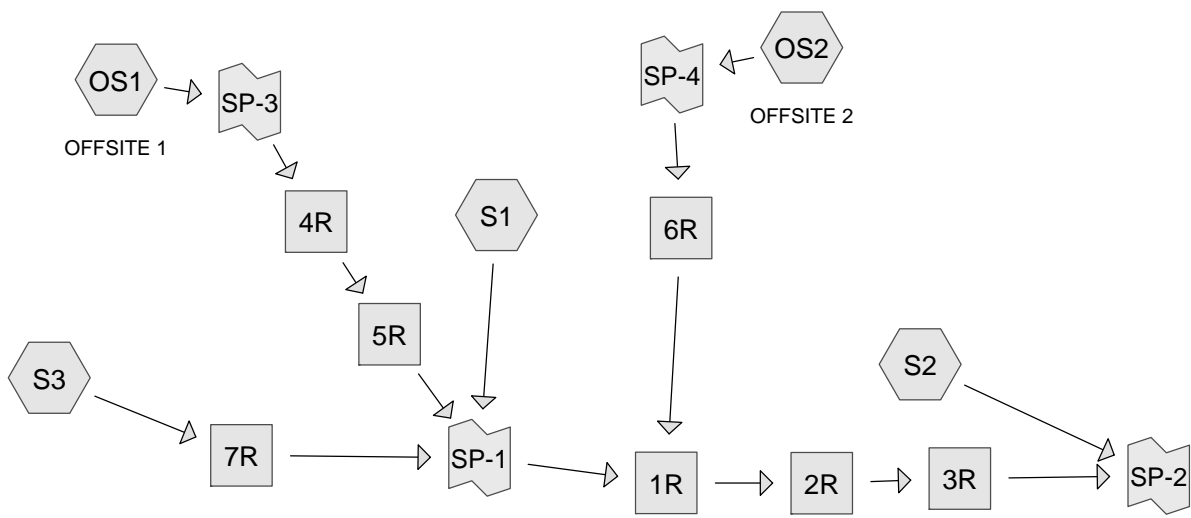 OS1
OS2
SP-3
SP-4
OFFSITE 1
OFFSITE 2
4R
S1
6R
5R
S3
S2
7R
SP-1
1R
2R
3R
SP-2